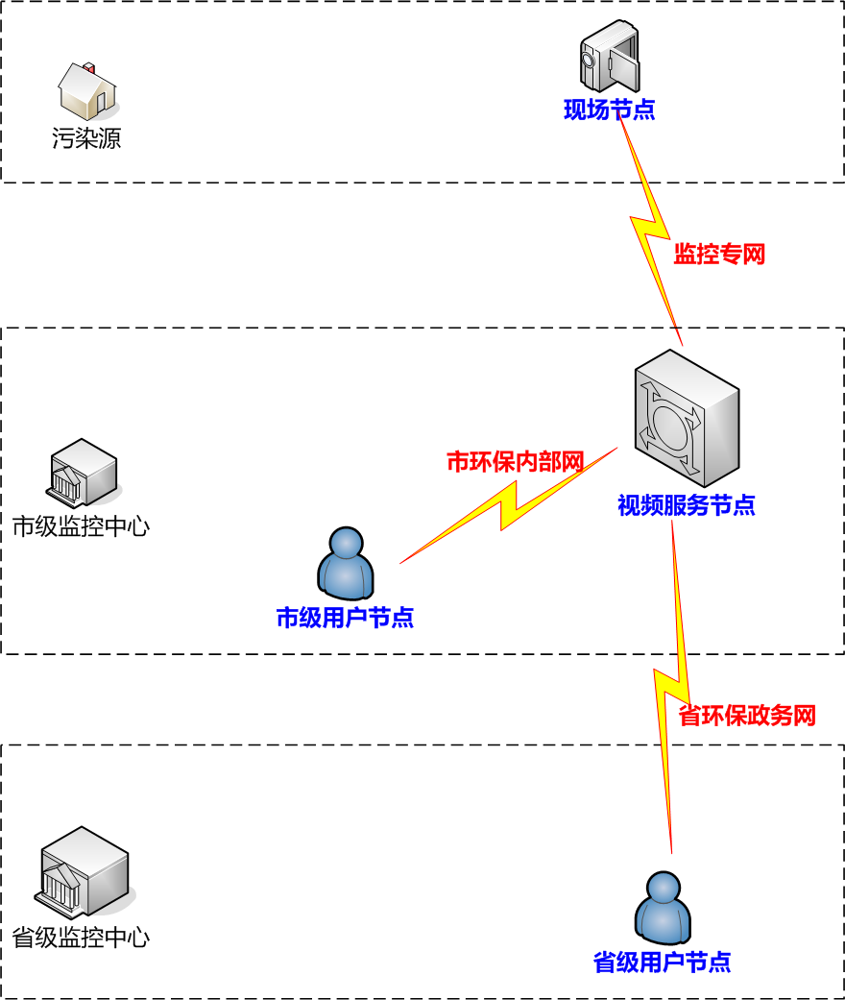 现场节点
污染源
监控专网
市环保内部网
视频服务节点
市级监控中心
市级用户节点
省环保政务网
省级监控中心
省级用户节点